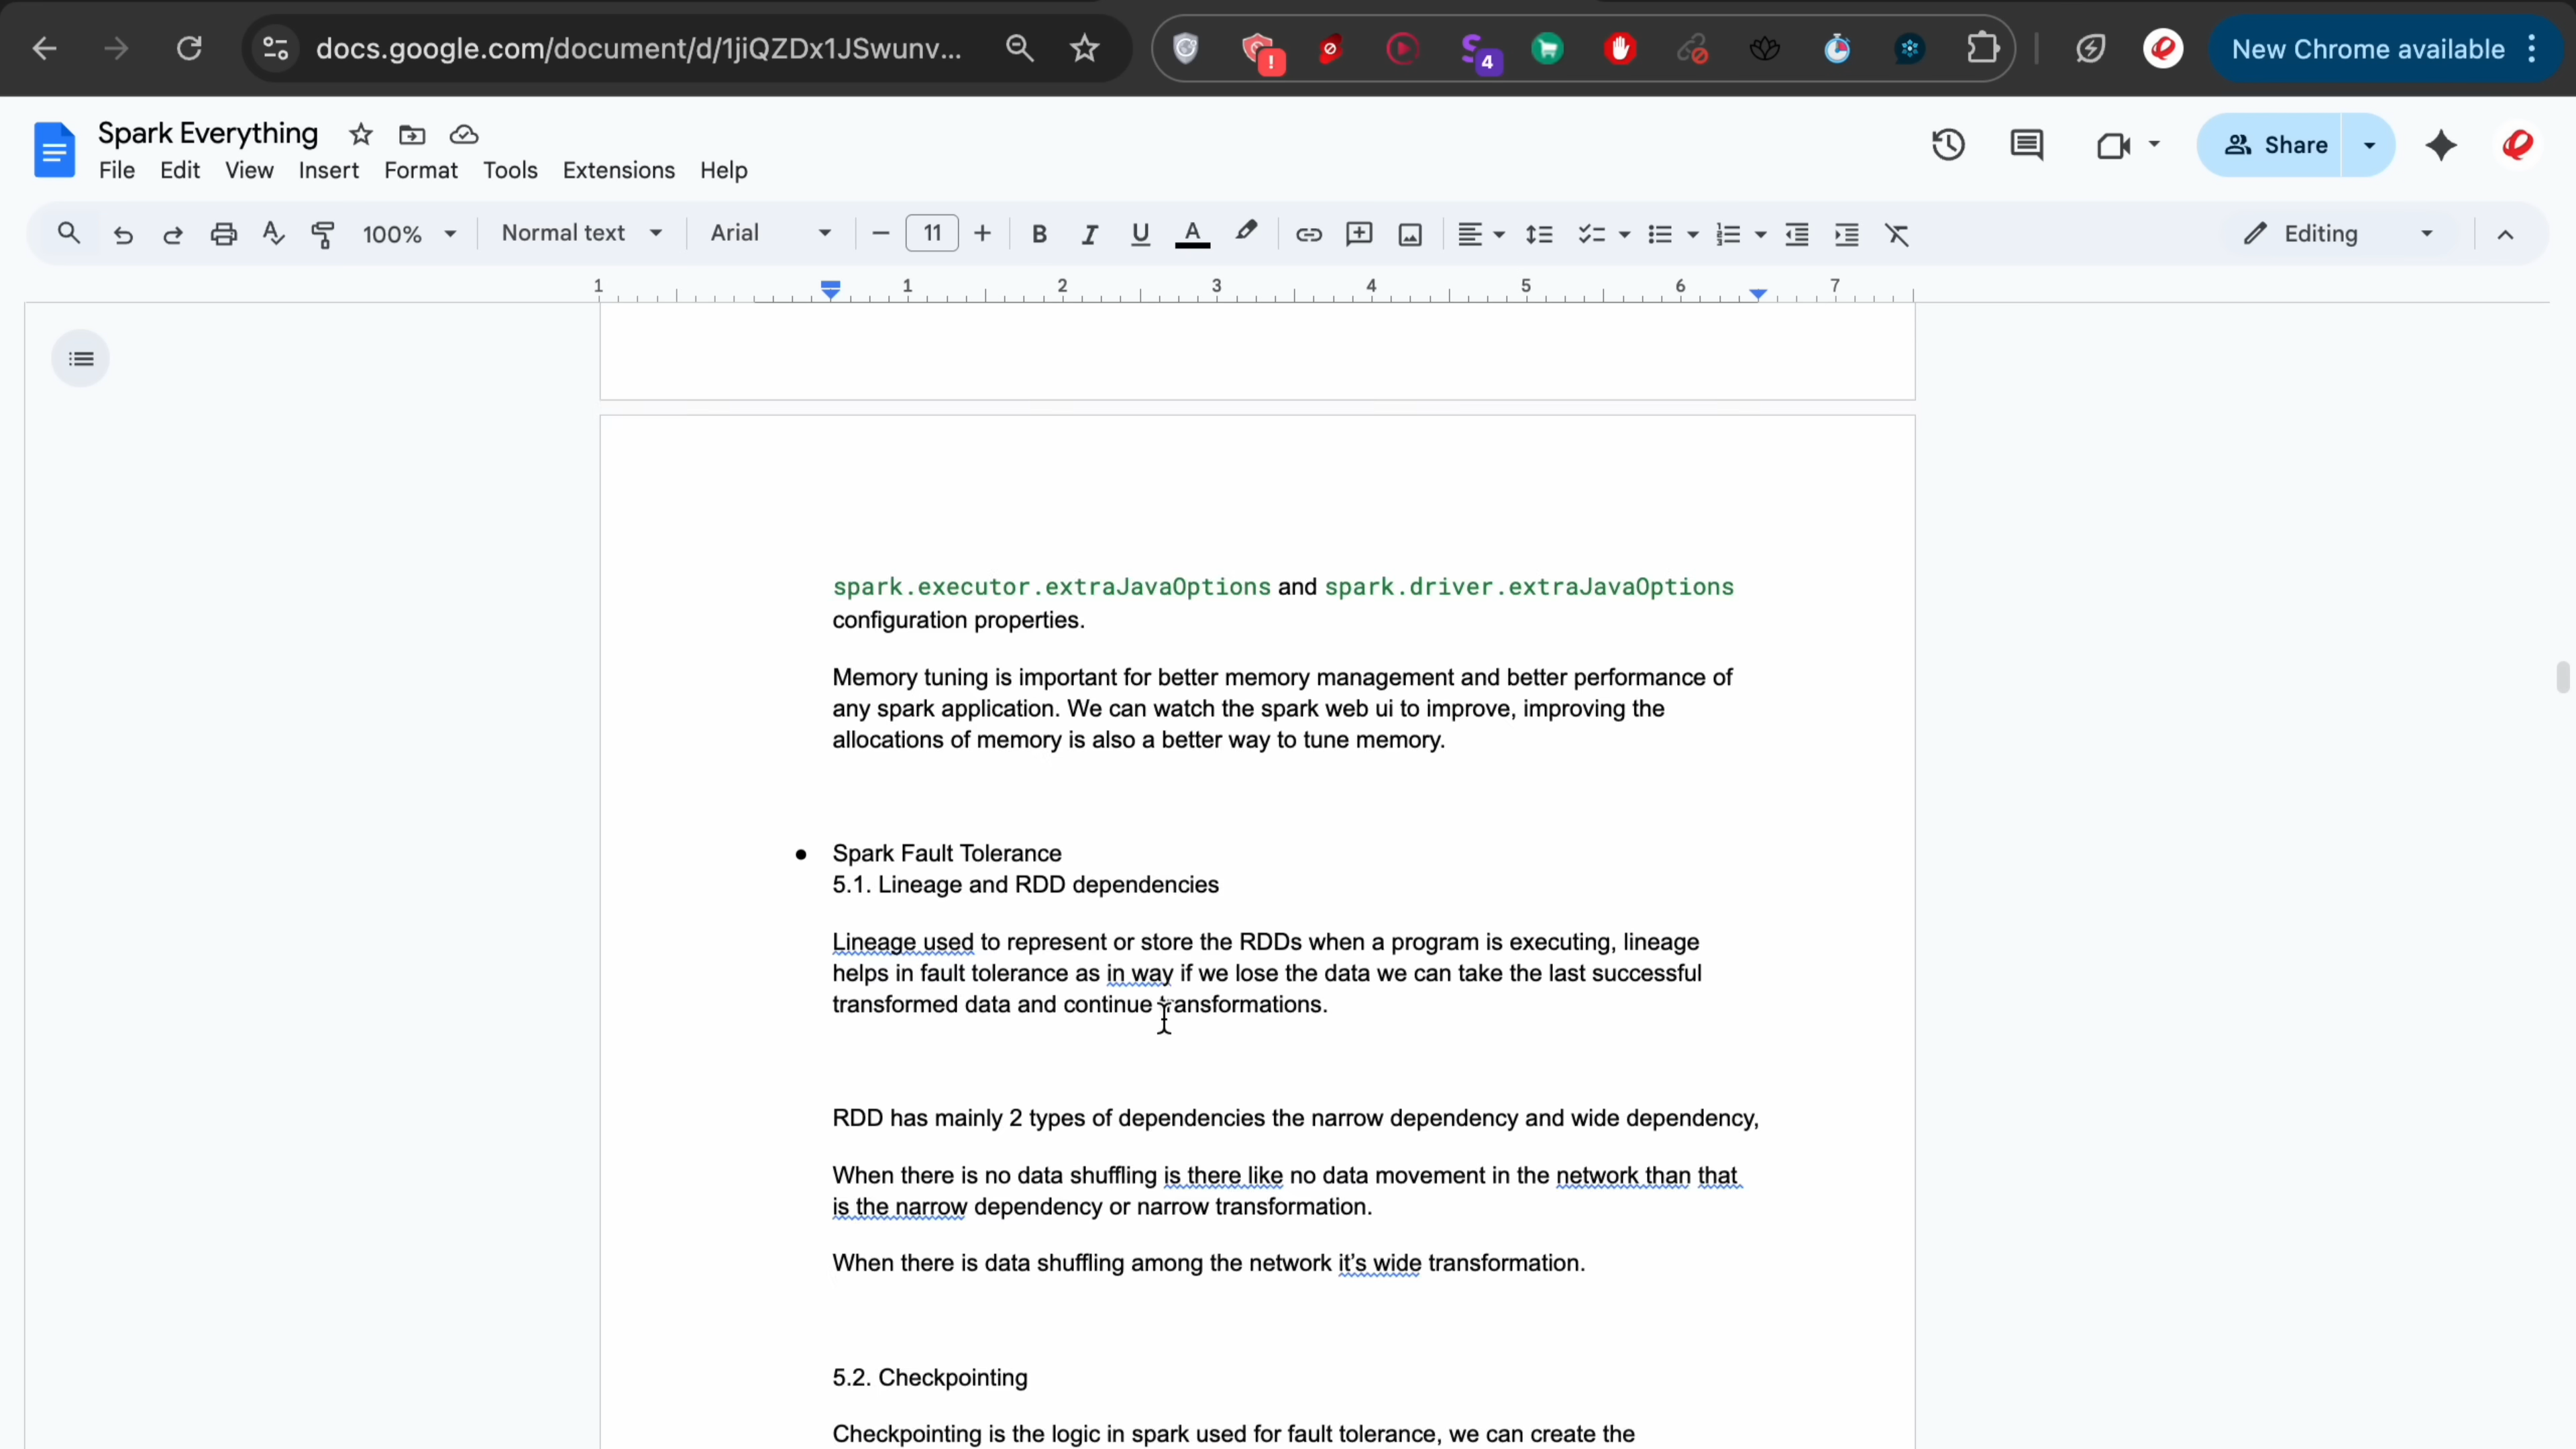 docs.google.com/document/d/1jiQZDx1JSwunv...
!
4
New Chrome available
Spark Everything
File Edit View Insert Format Tools Extensions Help
Share
100% Normal text Arial 11 B I U A Editing
1 1 2 3 4 5 6 7
spark.executor.extraJavaOptions and spark.driver.extraJavaOptions
configuration properties.
Memory tuning is important for better memory management and better performance of
any spark application. We can watch the spark web ui to improve, improving the
allocations of memory is also a better way to tune memory.
● Spark Fault Tolerance
5.1. Lineage and RDD dependencies
Lineage used to represent or store the RDDs when a program is executing, lineage
helps in fault tolerance as in way if we lose the data we can take the last successful
transformed data and continue transformations.
RDD has mainly 2 types of dependencies the narrow dependency and wide dependency,
When there is no data shuffling is there like no data movement in the network than that
is the narrow dependency or narrow transformation.
When there is data shuffling among the network it's wide transformation.
5.2. Checkpointing
Checkpointing is the logic in spark used for fault tolerance, we can create the